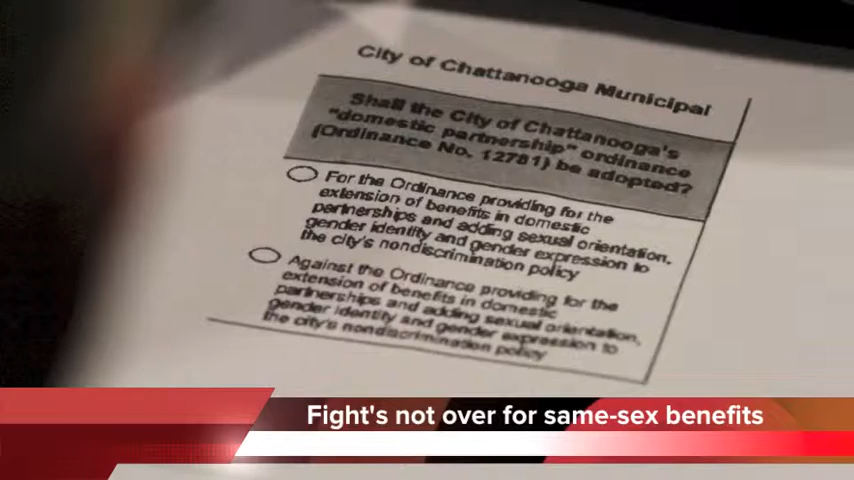 City of Chattanooga Municipal
Shall the City of Chattanooga's
"domestic partnership" ordinance
(Ordinance No. 12781) be adopted?
For the Ordinance providing for the
extension of benefits in domestic
partnerships and adding sexual orientation,
gender identity and gender expression to
the city's nondiscrimination policy
Against the Ordinance providing for the
extension of benefits in domestic
partnerships and adding sexual orientation,
gender identity and gender expression to
the city's nondiscrimination policy
Fight's not over for same-sex benefits